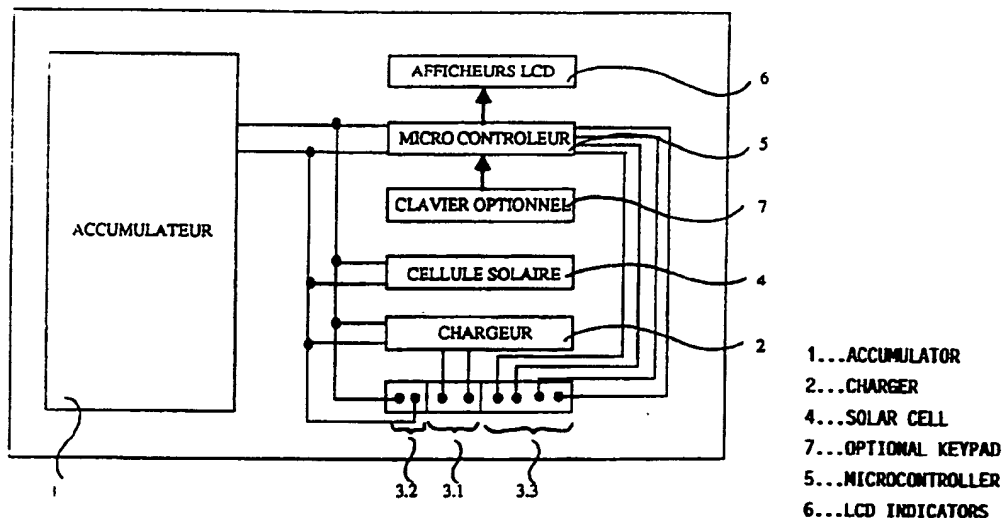 AFFICHEURS LCD
6
MICRO CONTROLEUR
5
CLAVIER OPTIONNEL
7
ACCUMULATEUR
CELLULE SOLAIRE
4
CHARGEUR
2
1
3.2
3.1
3.3
1...ACCUMULATOR
2...CHARGER
4...SOLAR CELL
7...OPTIONAL KEYPAD
5...MICROCONTROLLER
6...LCD INDICATORS